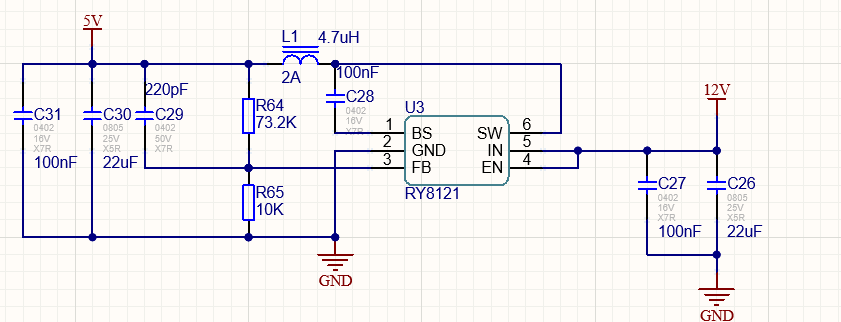 5V
L1 4.7uH
2A
12V
220pF
100nF
C31
0402
16V
X7R
100nF
C30
0805
25V
X5R
22uF
C29
0402
50V
X7R
R64
73.2K
C28
0402
16V
X7R
U3
1 BS
2 GND
3 FB
SW 6
IN 5
EN 4
RY8121
R65
10K
C27
0402
16V
X7R
100nF
C26
0805
25V
X5R
22uF
GND
GND